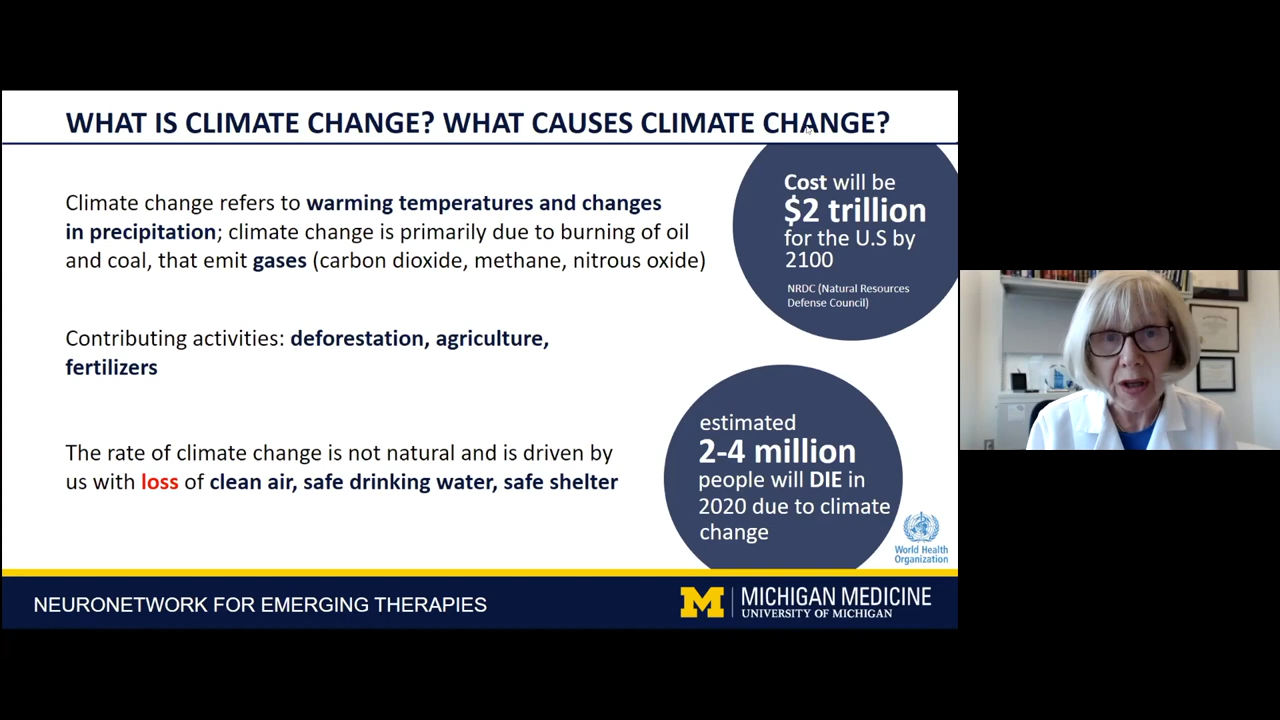 WHAT IS CLIMATE CHANGE? WHAT CAUSES CLIMATE CHANGE?
Climate change refers to warming temperatures and changes
in precipitation; climate change is primarily due to burning of oil
and coal, that emit gases (carbon dioxide, methane, nitrous oxide)
Contributing activities: deforestation, agriculture,
fertilizers
The rate of climate change is not natural and is driven by
us with loss of clean air, safe drinking water, safe shelter
Cost will be
$2 trillion
for the U.S by
2100
NRDC (Natural Resources
Defense Council)
estimated
2-4 million
people will DIE in
2020 due to climate
change
World Health
Organization
NEURONETWORK FOR EMERGING THERAPIES
M
MICHIGAN MEDICINE
UNIVERSITY OF MICHIGAN